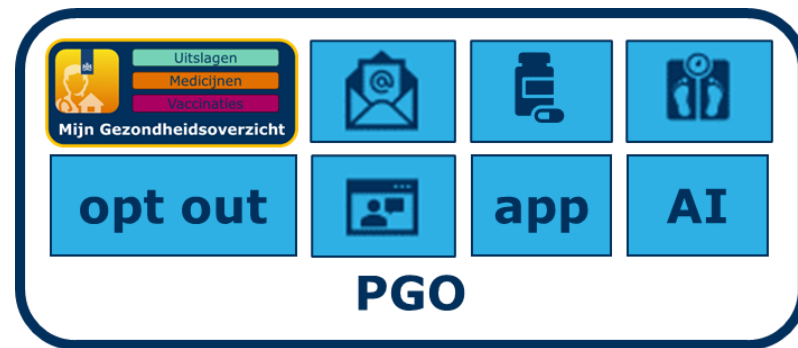 Uitslagen
Medicijnen
Vaccinaties
Mijn Gezondheidsoverzicht
@
opt out
app
AI
PGO